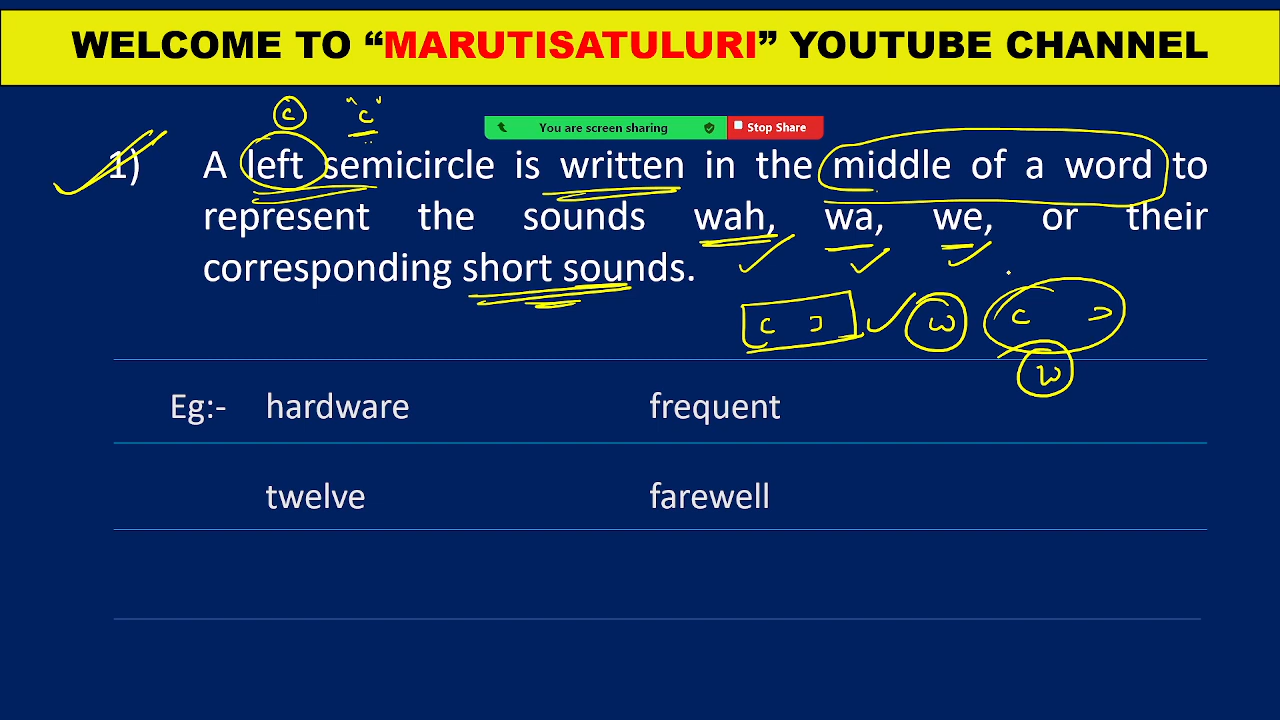 WELCOME TO “MARUTISATULURI” YOUTUBE CHANNEL
C "c"
You are screen sharing Stop Share
1) A left semicircle is written in the middle of a word to
represent the sounds wah, wa, we, or their
corresponding short sounds.
C ɔ W C ɔ
W
Eg:- hardware frequent
twelve farewell